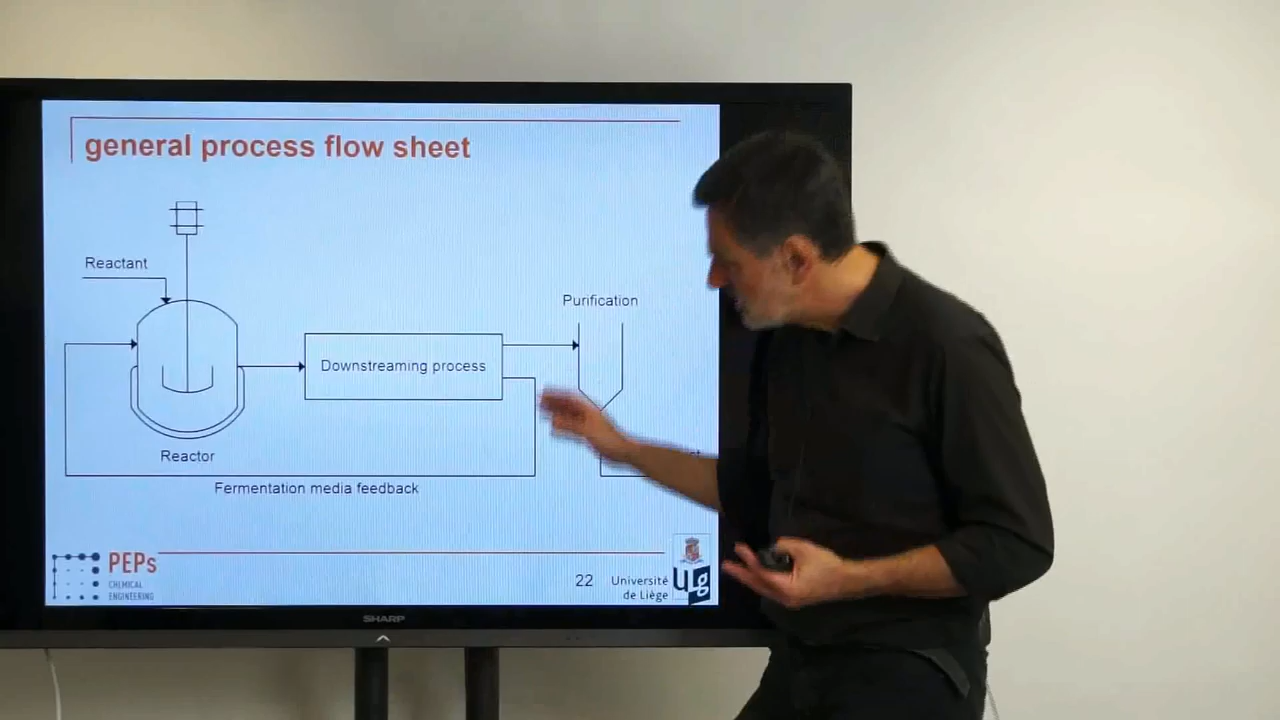 general process flow sheet
Reactant
Purification
Downstreaming process
Reactor
Fermentation media feedback
PEPs
CHEMICAL
ENGINEERING
22
Université
de Liège
ulg
SHARP